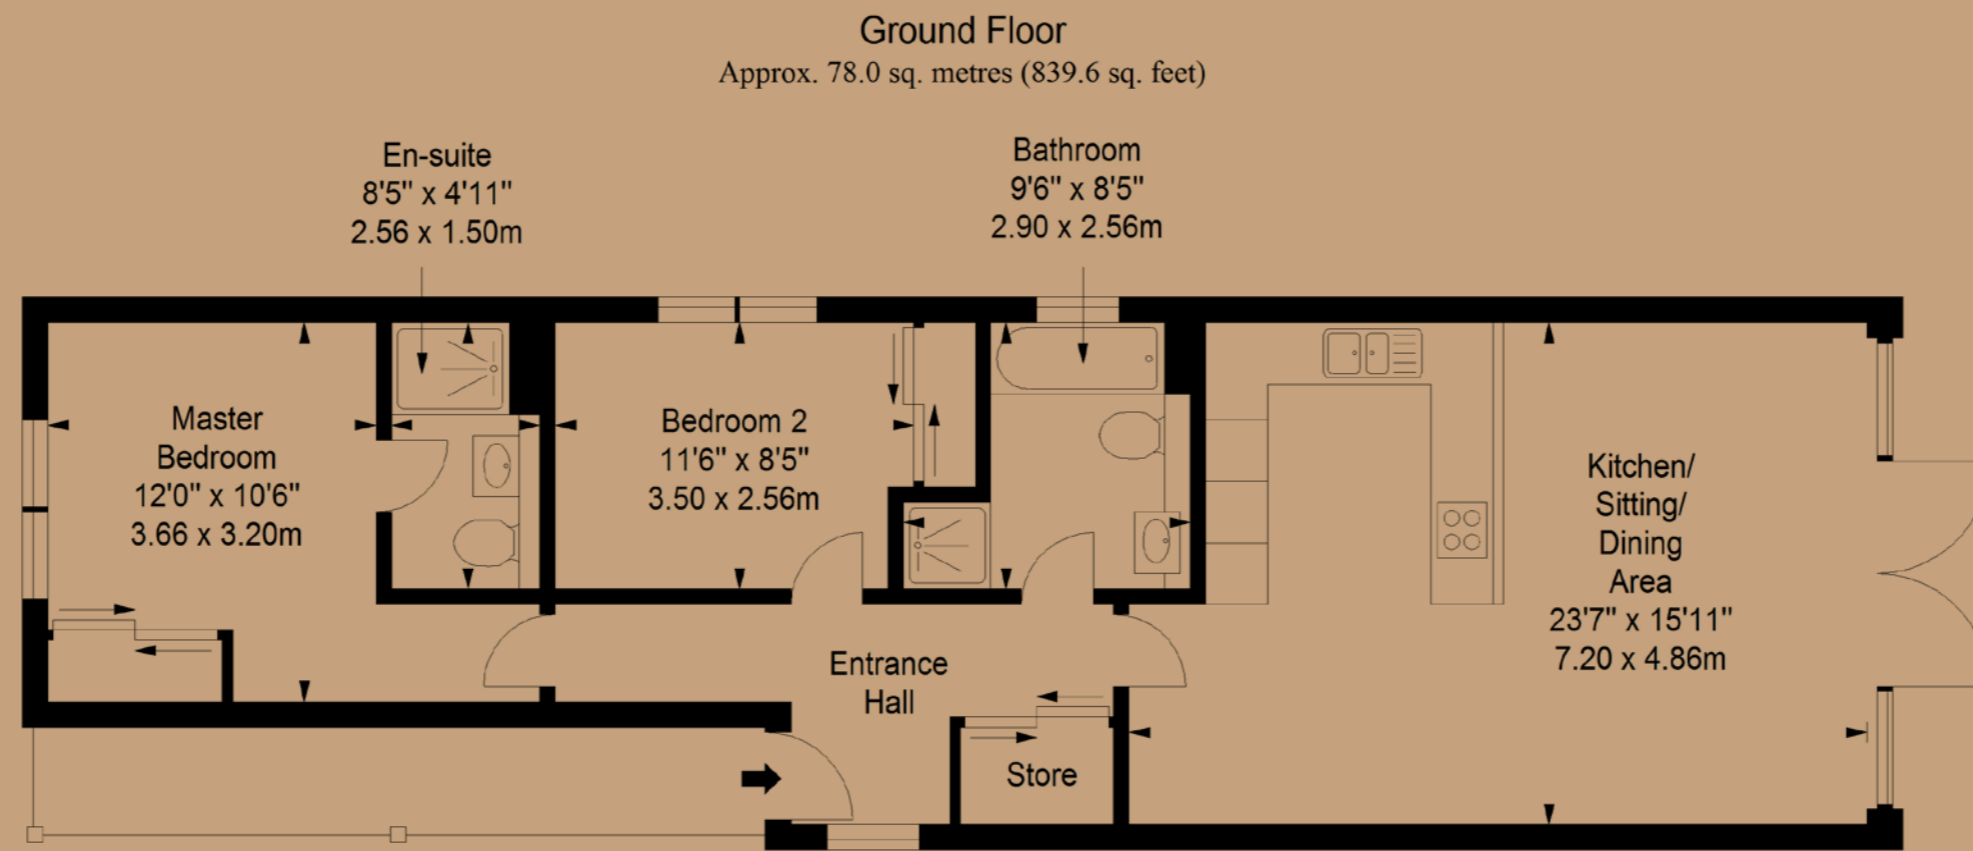 Ground Floor
Approx. 78.0 sq. metres (839.6 sq. feet)
En-suite
8'5" x 4'11"
2.56 x 1.50m
Bathroom
9'6" x 8'5"
2.90 x 2.56m
Master
Bedroom
12'0" x 10'6"
3.66 x 3.20m
Bedroom 2
11'6" x 8'5"
3.50 x 2.56m
Kitchen/
Sitting/
Dining
Area
23'7" x 15'11"
7.20 x 4.86m
Entrance
Hall
Store